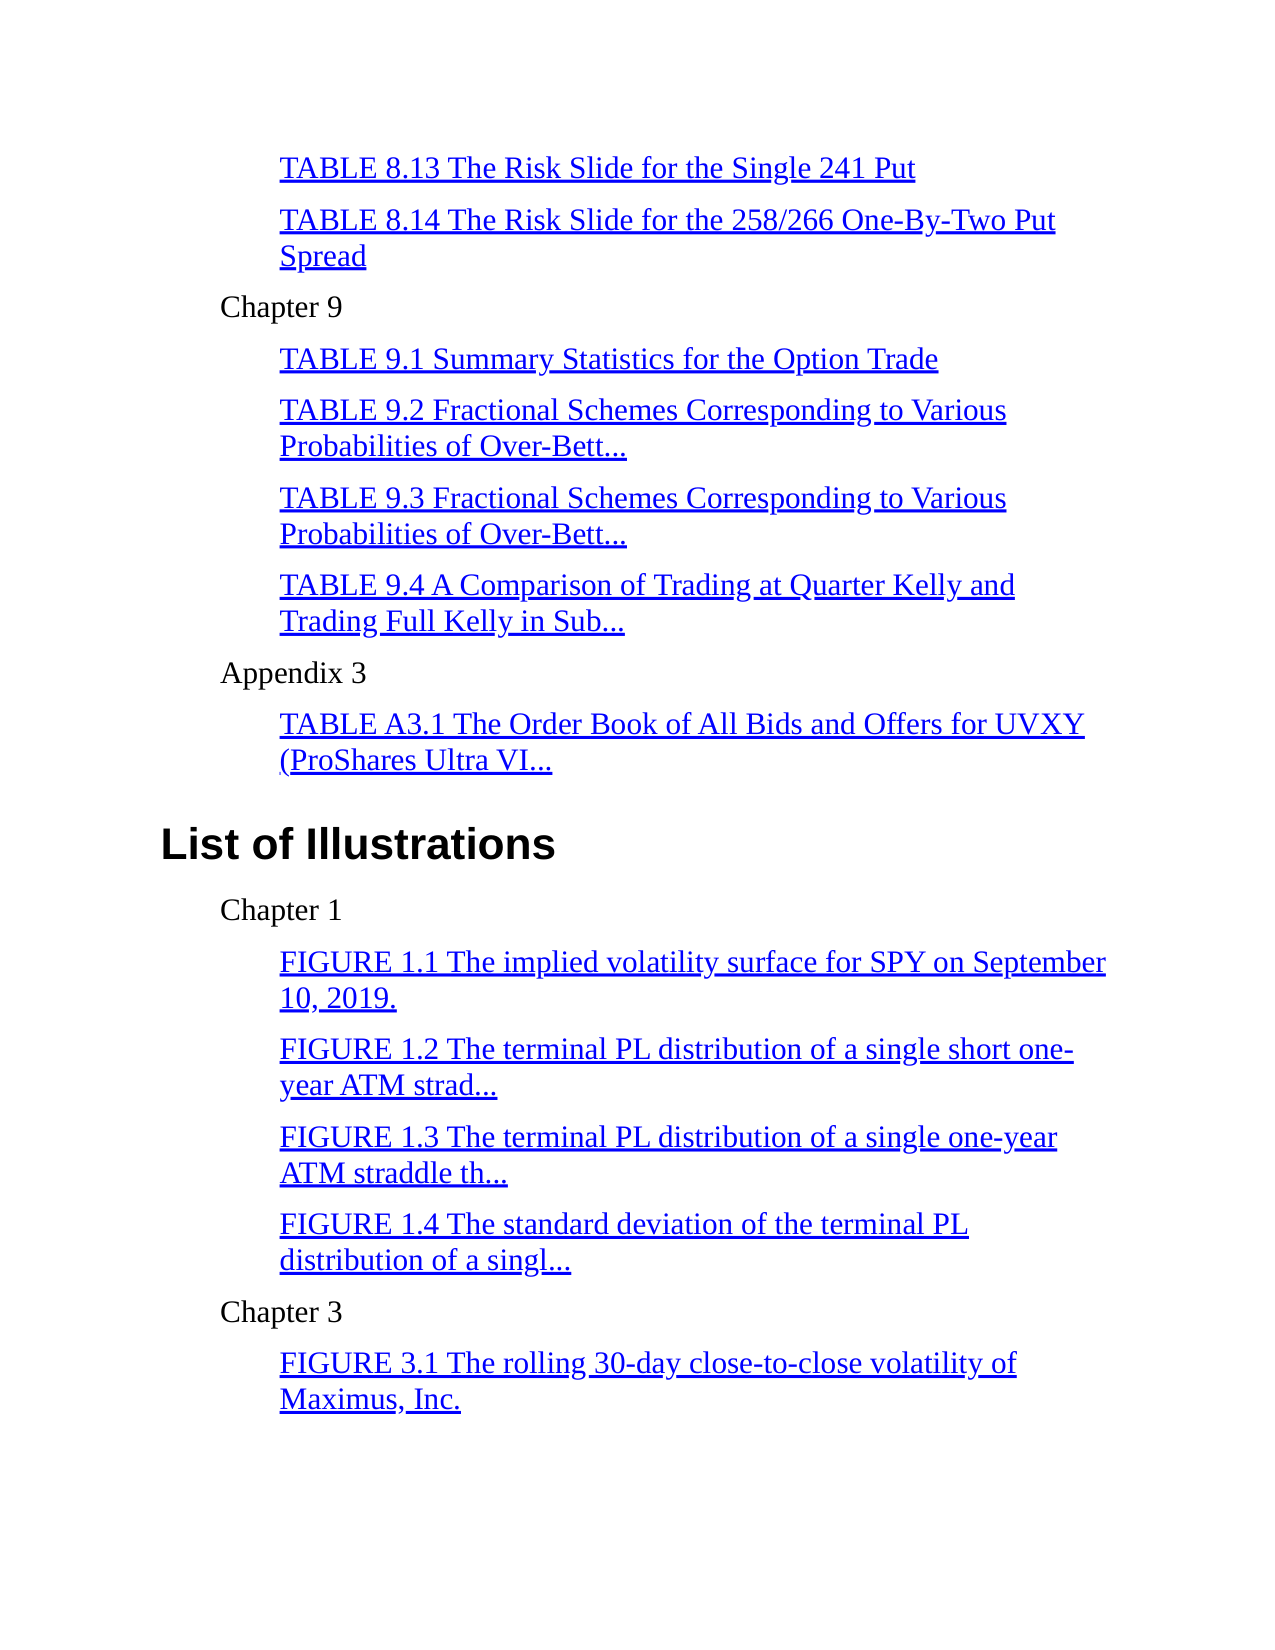 TABLE 8.13 The Risk Slide for the Single 241 Put
TABLE 8.14 The Risk Slide for the 258/266 One-By-Two Put
Spread
Chapter 9
TABLE 9.1 Summary Statistics for the Option Trade
TABLE 9.2 Fractional Schemes Corresponding to Various
Probabilities of Over-Bett...
TABLE 9.3 Fractional Schemes Corresponding to Various
Probabilities of Over-Bett...
TABLE 9.4 A Comparison of Trading at Quarter Kelly and
Trading Full Kelly in Sub...
Appendix 3
TABLE A3.1 The Order Book of All Bids and Offers for UVXY
(ProShares Ultra VI...
List of Illustrations
Chapter 1
FIGURE 1.1 The implied volatility surface for SPY on September
10, 2019.
FIGURE 1.2 The terminal PL distribution of a single short one-
year ATM strad...
FIGURE 1.3 The terminal PL distribution of a single one-year
ATM straddle th...
FIGURE 1.4 The standard deviation of the terminal PL
distribution of a singl...
Chapter 3
FIGURE 3.1 The rolling 30-day close-to-close volatility of
Maximus, Inc.